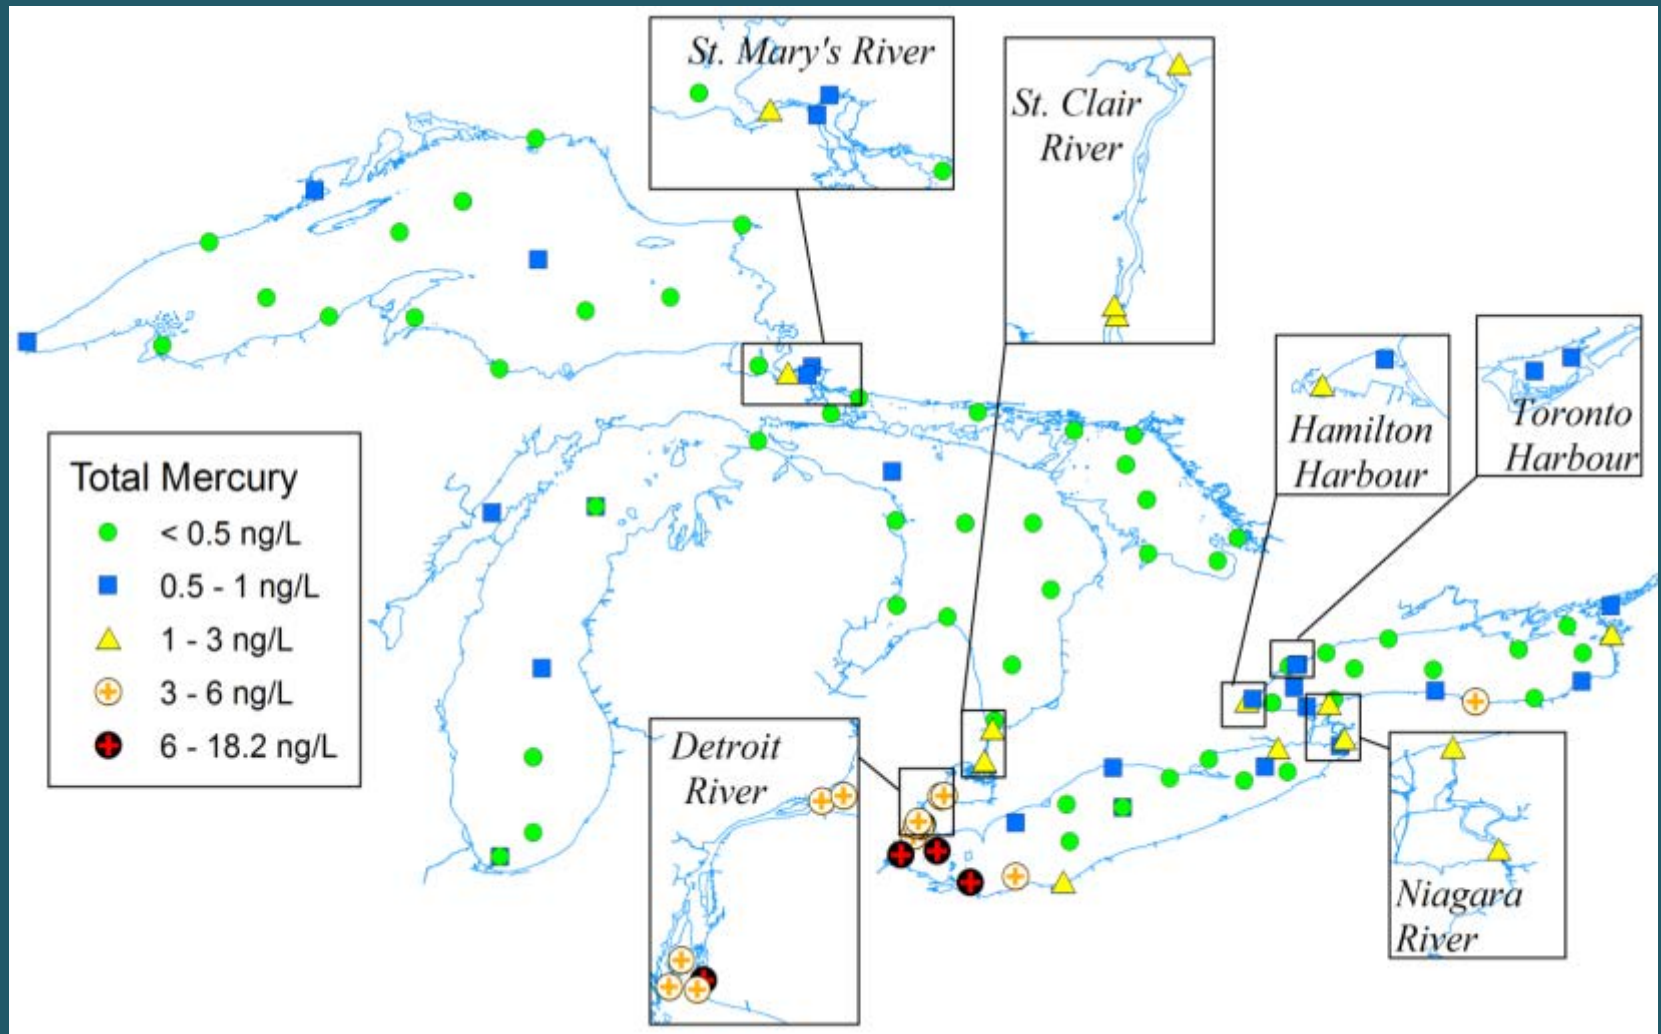 St. Mary's River
St. Clair
River
Hamilton
Harbour
Toronto
Harbour
Total Mercury
< 0.5 ng/L
0.5 - 1 ng/L
1 - 3 ng/L
3 - 6 ng/L
6 - 18.2 ng/L
Detroit
River
Niagara
River